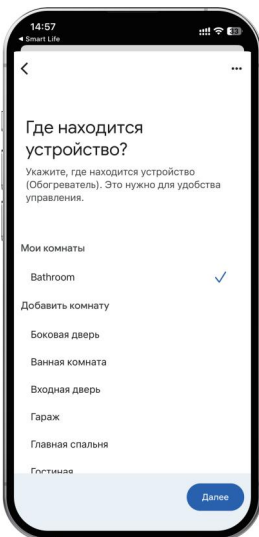 14:57
Smart Life
Где находится
устройство?
Укажите, где находится устройство
(Обогреватель). Это нужно для удобства
управления.
Мои комнаты
Bathroom
Добавить комнату
Боковая дверь
Ванная комната
Входная дверь
Гараж
Главная спальня
Гостиная
Далее